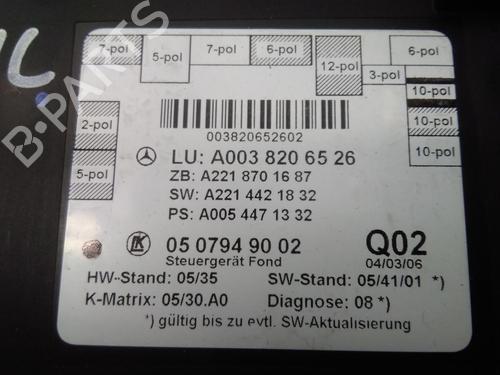 7-pol
5-pol
7-pol
6-pol
12-pol
3-pol
6-pol
10-pol
10-pol
10-pol
2-pol
5-pol
003820652602
LU: A003 820 65 26
ZB: A221 870 16 87
SW: A221 442 18 32
PS: A005 447 13 32
LK 05 0794 90 02
Steuergerät Fond
Q02
04/03/06
HW-Stand: 05/35
SW-Stand: 05/41/01 *)
K-Matrix: 05/30.A0
Diagnose: 08 *)
*) gültig bis zu evtl. SW-Aktualisierung
B-PARTS